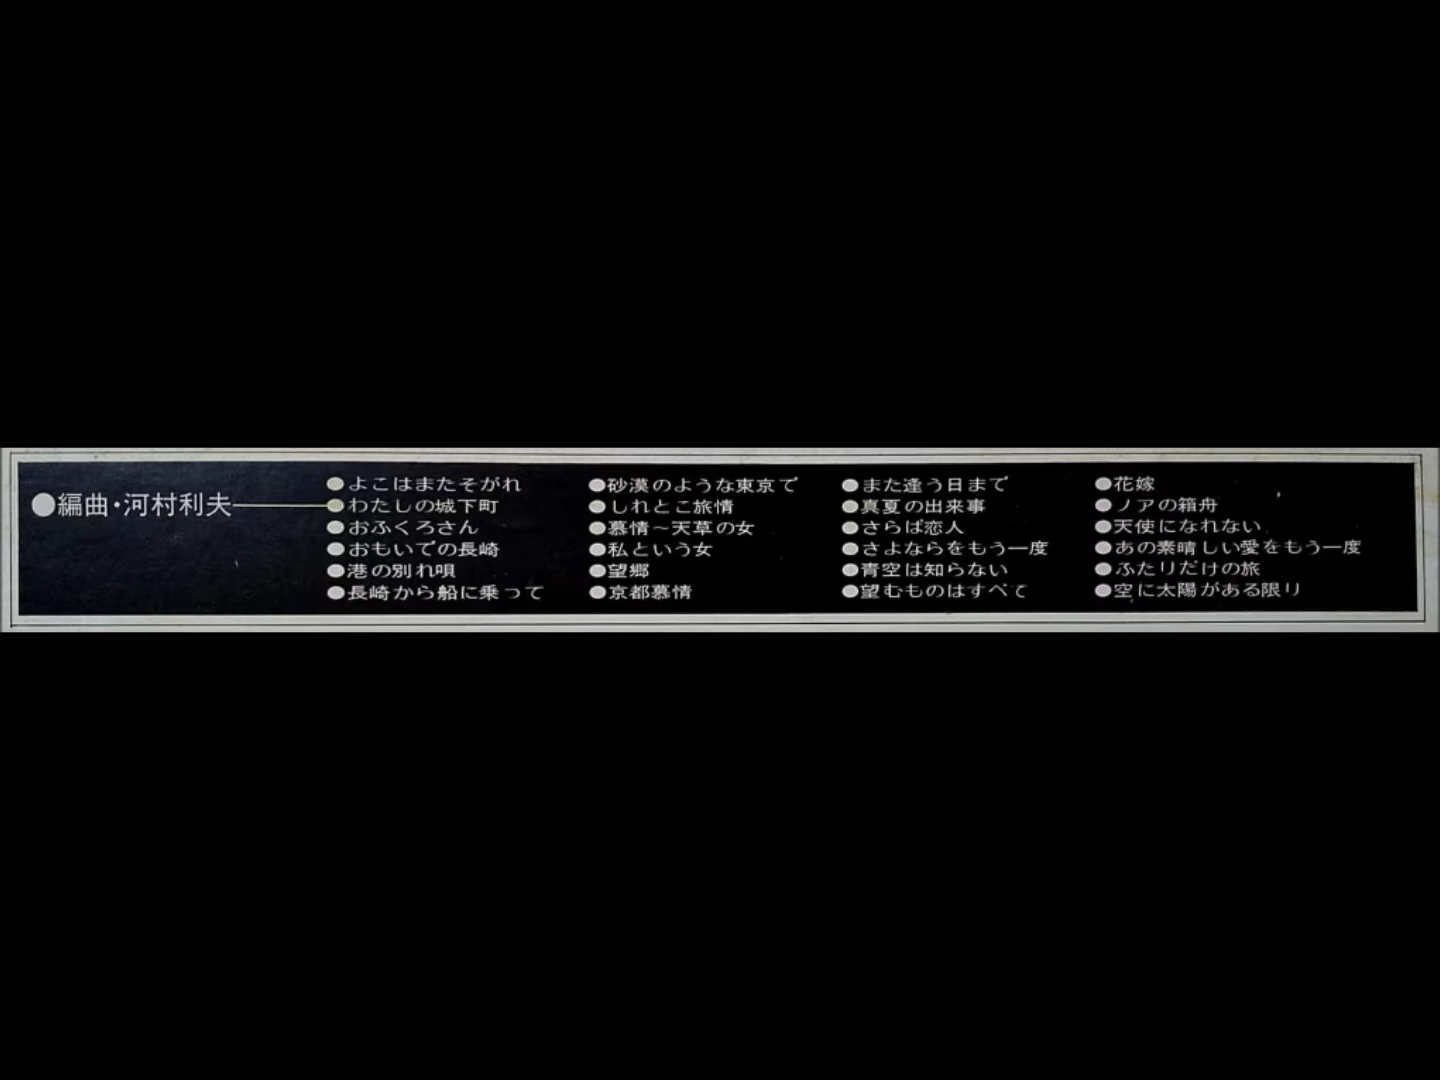 ●編曲・河村利夫
●よこはまたそがれ
●わたしの城下町
●おふくろさん
●おもいでの長崎
●港の別れ唄
●長崎から船に乗って
●砂漠のような東京で
●しれとこ旅情
●慕情～天草の女
●私という女
●望郷
●京都慕情
●また逢う日まで
●真夏の出来事
●さらば恋人
●さよならをもう一度
●青空は知らない
●望むものはすべて
●花嫁
●ノアの箱舟
●天使になれない
●あの素晴しい愛をもう一度
●ふたりだけの旅
●空に太陽がある限り